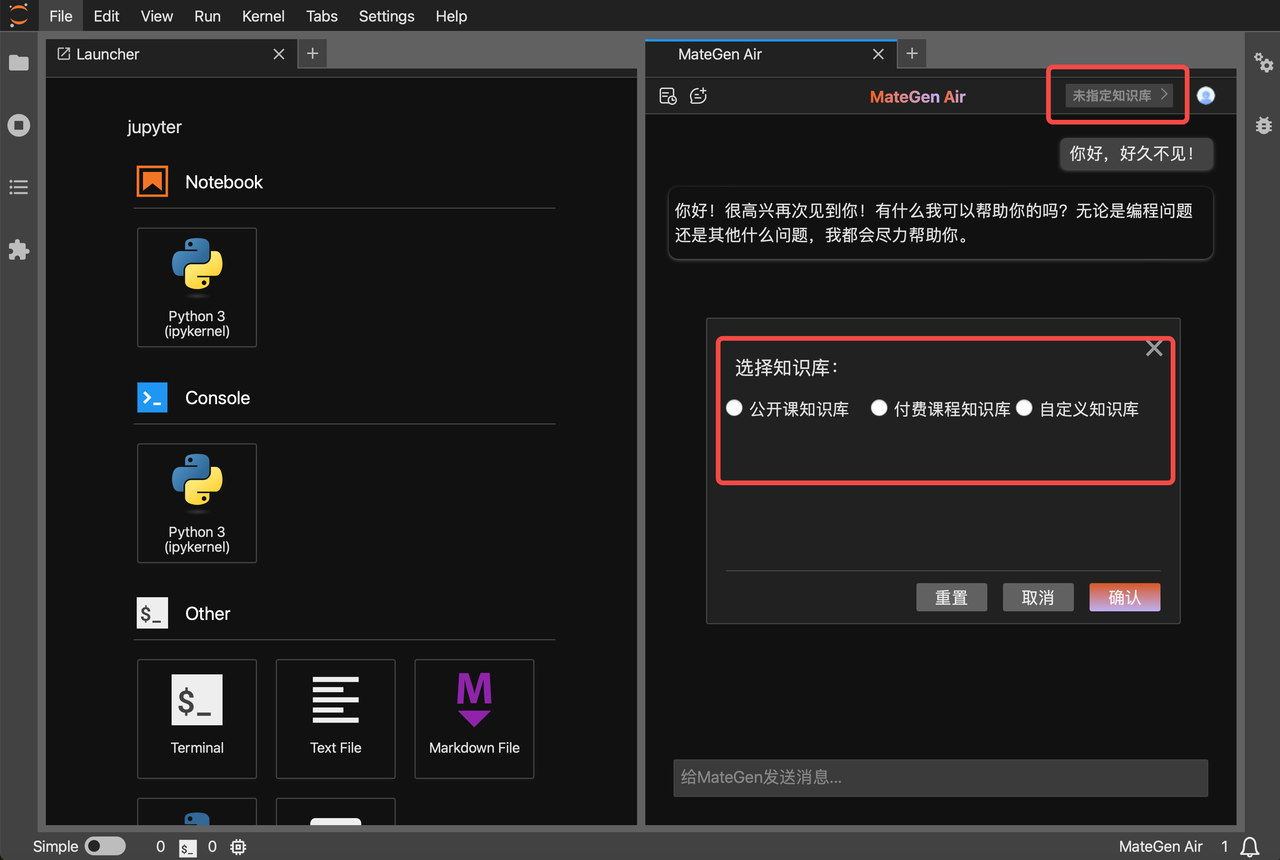 File Edit View Run Kernel Tabs Settings Help
Launcher
jupyter
Notebook
Python 3
(ipykernel)
Console
Python 3
(ipykernel)
$_ Other
$_
Terminal
Text File
Markdown File
MateGen Air
MateGen Air
未指定知识库
你好，好久不见！
你好！很高兴再次见到你！有什么我可以帮助你的吗？无论是编程问题
还是其他什么问题，我都会尽力帮助你。
选择知识库：
公开课知识库 付费课程知识库 自定义知识库
重置 取消 确认
给MateGen发送消息...
Simple 0 $_ 0 MateGen Air 1